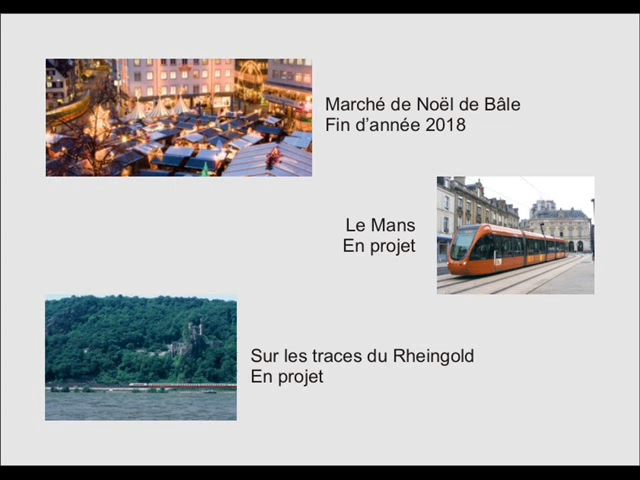 Marché de Noël de Bâle
Fin d’année 2018
Le Mans
En projet
Sur les traces du Rheingold
En projet